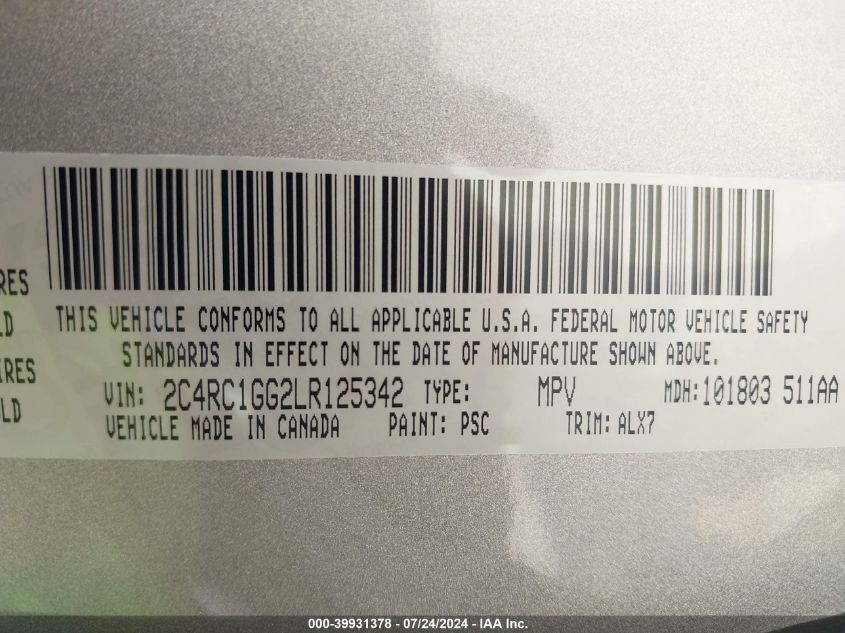 RES
LD
IRES
OLD
THIS VEHICLE CONFORMS TO ALL APPLICABLE U.S.A. FEDERAL MOTOR VEHICLE SAFETY
STANDARDS IN EFFECT ON THE DATE OF MANUFACTURE SHOWN ABOVE.
VIN: 2C4RC1GG2LR125342 TYPE: MPV MDH:101803 511AA
VEHICLE MADE IN CANADA PAINT: PSC TRIM: ALX7
000-39931378 - 07/24/2024 - IAA Inc.